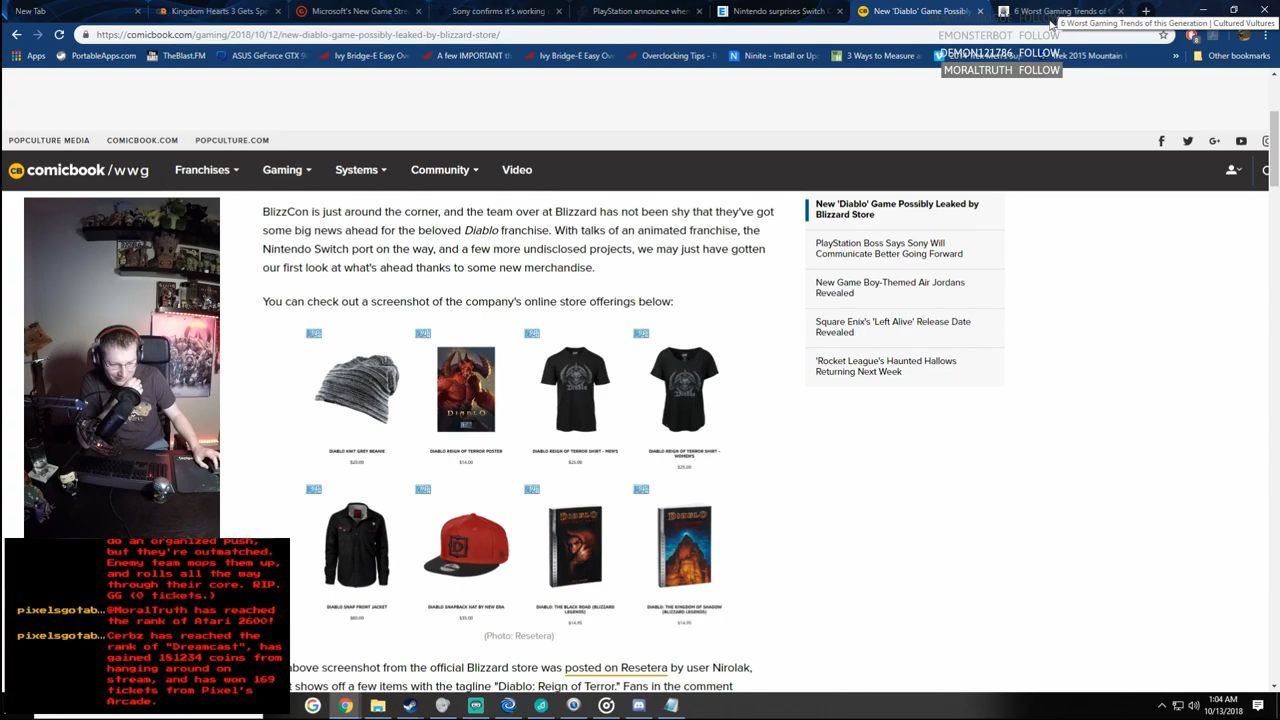 New Tab
Kingdom Hearts 3 Gets Spec
Microsoft's New Game Stud
Sony confirms it's working
PlayStation announce when
Nintendo surprises Switch O
New 'Diablo' Game Possibly
6 Worst Gaming Trends of
6 Worst Gaming Trends of this Generation | Cultured Vultures
FOLLOW
https://comicbook.com/gaming/2018/10/12/new-diablo-game-possibly-leaked-by-blizzard-store/
EMONSTERBOT FOLLOW
DEMON121786 FOLLOW
MORALTRUTH FOLLOW
Apps
PortableApps.com
TheBlast.FM
ASUS GeForce GTX
Ivy Bridge-E Easy Ov
A few IMPORTANT T
Ivy Bridge-E Easy Ov
Overclocking Tips - B
Ninite - Install or Up
3 Ways to Measure a
Trek 2015 Mountain
Other bookmarks
POPCULTURE MEDIA COMICBOOK.COM POPCULTURE.COM
CB comicbook/wwg Franchises Gaming Systems Community Video
BlizzCon is just around the corner, and the team over at Blizzard has not been shy that they've got
some big news ahead for the beloved Diablo franchise. With talks of an animated franchise, the
Nintendo Switch port on the way, and a few more undisclosed projects, we may just have gotten
our first look at what's ahead thanks to some new merchandise.
You can check out a screenshot of the company's online store offerings below:
New 'Diablo' Game Possibly Leaked by
Blizzard Store
PlayStation Boss Says Sony Will
Communicate Better Going Forward
New Game Boy-Themed Air Jordans
Revealed
Square Enix's 'Left Alive' Release Date
Revealed
'Rocket League's Haunted Hallows
Returning Next Week
DIABLO
Diablo
Diablo
DIABLO KNIT GREY BEANIE
$20.00
DIABLO REIGN OF TERROR POSTER
$14.00
DIABLO REIGN OF TERROR SHIRT - MEN'S
$25.00
DIABLO REIGN OF TERROR SHIRT -
WOMEN'S
$25.00
DIABLO
DIABLO
DIABLO SNAP FRONT JACKET
$80.00
DIABLO SNAPBACK HAT BY NEW ERA
$35.00
DIABLO: THE BLACK ROAD (BLIZZARD
LEGENDS)
$14.95
DIABLO: THE KINGDOM OF SHADOW
(BLIZZARD LEGENDS)
$14.95
(Photo: Resetera)
above screenshot from the official Blizzard store was posted on Resetera by user Nirolak,
t shows off a few items with the tagline "Diablo: Reign of Terror." Fans in the comment
do an organized push,
but they're outmatched.
Enemy team mops them up,
and rolls all the way
through their core. RIP.
GG (0 tickets.)
pixelsgotab... @MoralTruth has reached
the rank of Atari 2600!
pixelsgotab... Cerbz has reached the
rank of "Dreamcast", has
gained 181234 coins from
hanging around on
stream, and has won 169
tickets from Pixel's
Arcade.
1:04 AM
10/13/2018